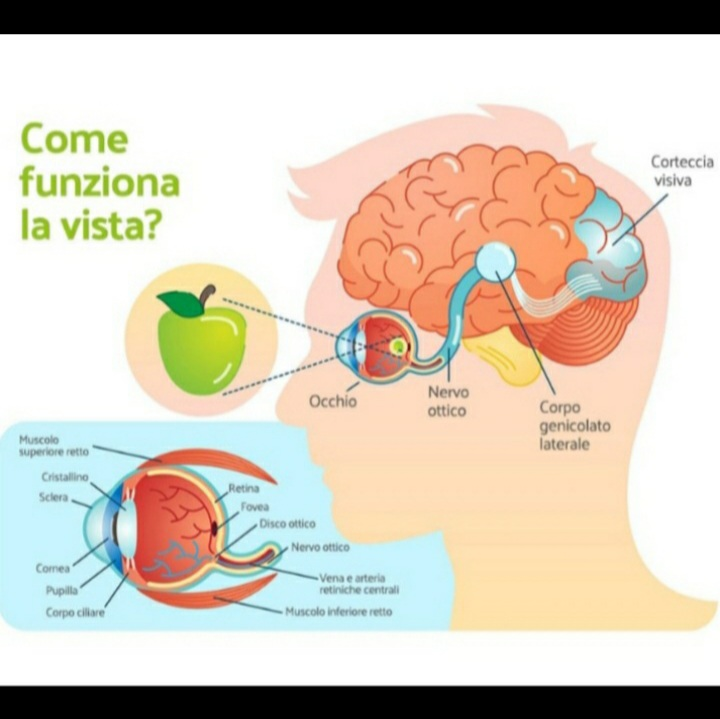 Come
funziona
la vista?
Corteccia
visiva
Occhio
Nervo
ottico
Corpo
genicolato
laterale
Muscolo
superiore retto
Cristallino
Sclera
Cornea
Pupilla
Corpo ciliare
Retina
Fovea
Disco ottico
Nervo ottico
Vena e arteria
retiniche centrali
Muscolo inferiore retto